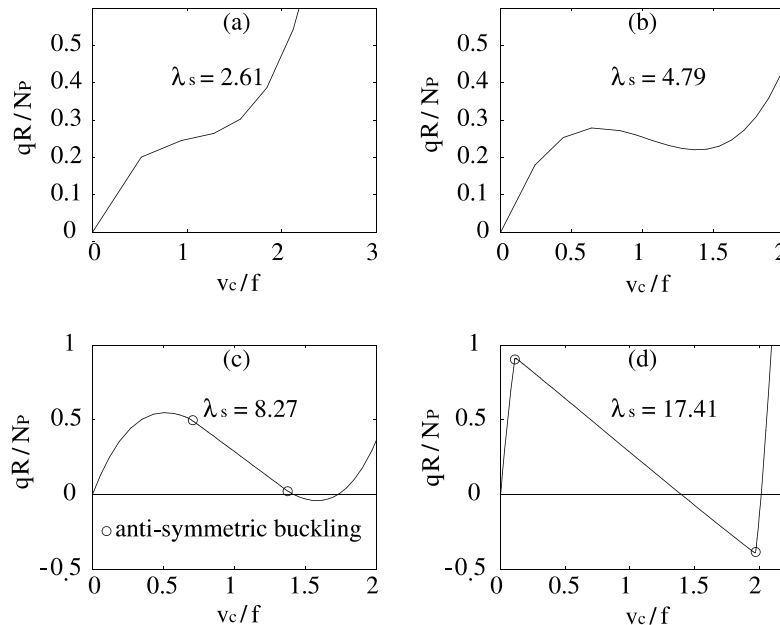 (a)
λs = 2.61
qR/NP
0.5
0.4
0.3
0.2
0.1
0
0 1 2 3
vc/f
(b)
λs = 4.79
qR/NP
0.5
0.4
0.3
0.2
0.1
0
0 0.5 1 1.5 2
vc/f
(c)
λs = 8.27
qR/NP
1
0.5
0
-0.5
anti-symmetric buckling
0 0.5 1 1.5 2
vc/f
(d)
λs = 17.41
qR/NP
1
0.5
0
-0.5
0 0.5 1 1.5 2
vc/f